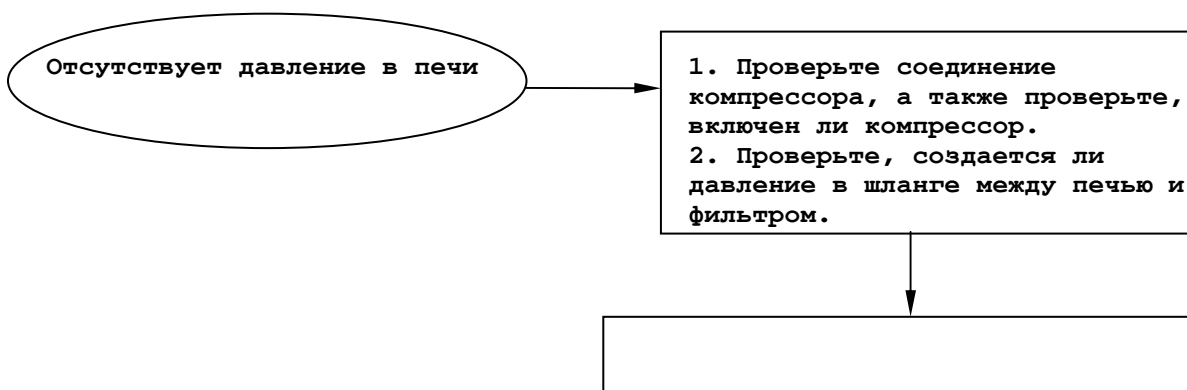 Отсутствует давление в печи
1. Проверьте соединение
компрессора, а также проверьте,
включен ли компрессор.
2. Проверьте, создается ли
давление в шланге между печью и
фильтром.